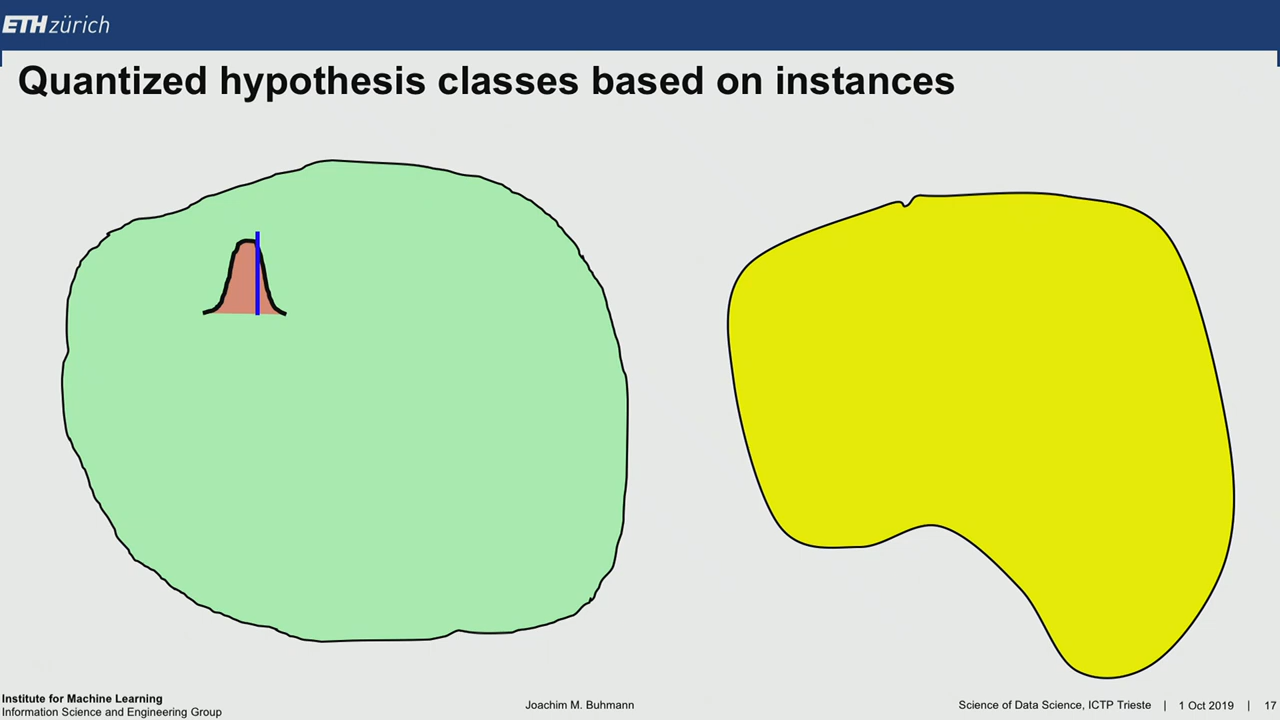 ETH zürich
Quantized hypothesis classes based on instances
Institute for Machine Learning
Information Science and Engineering Group
Joachim M. Buhmann
Science of Data Science, ICTP Trieste | 1 Oct 2019 | 17